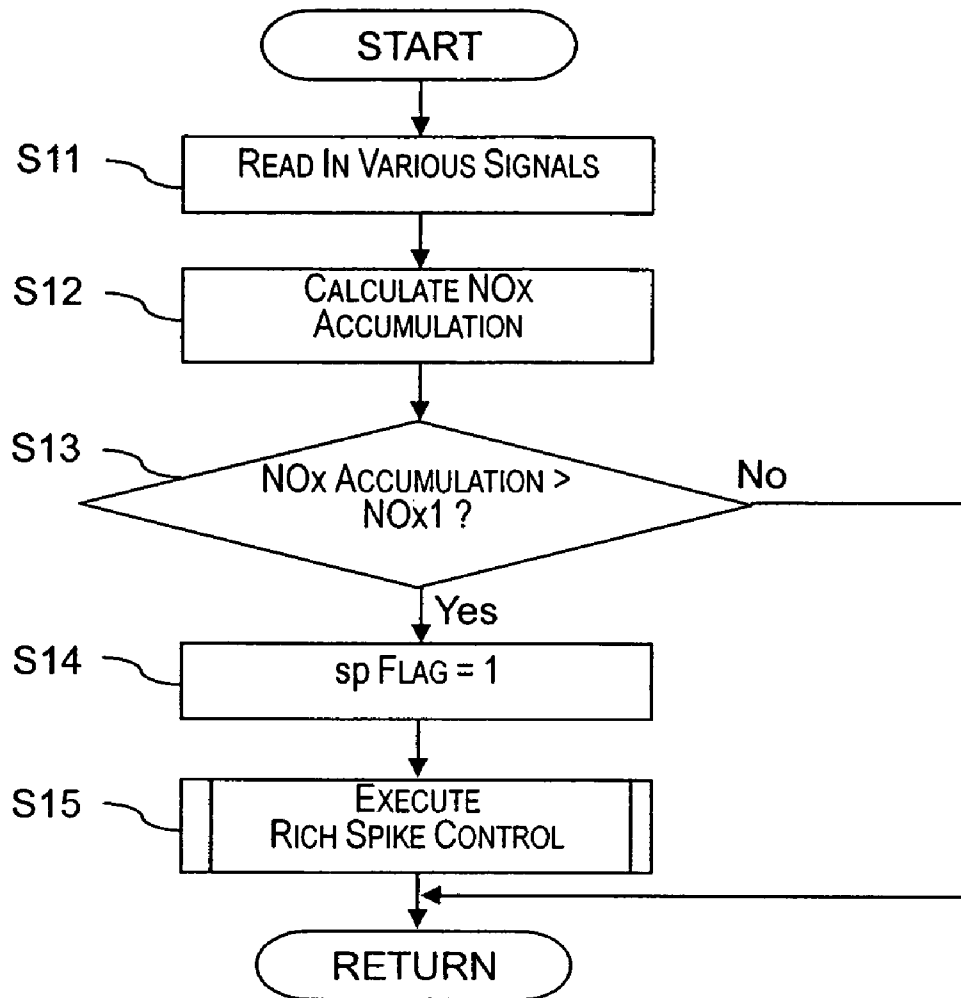 START
S11
READ IN VARIOUS SIGNALS
S12
CALCULATE NOx
ACCUMULATION
S13
NOx ACCUMULATION >
NOx1 ?
No
Yes
S14
sp FLAG = 1
S15
EXECUTE
RICH SPIKE CONTROL
RETURN